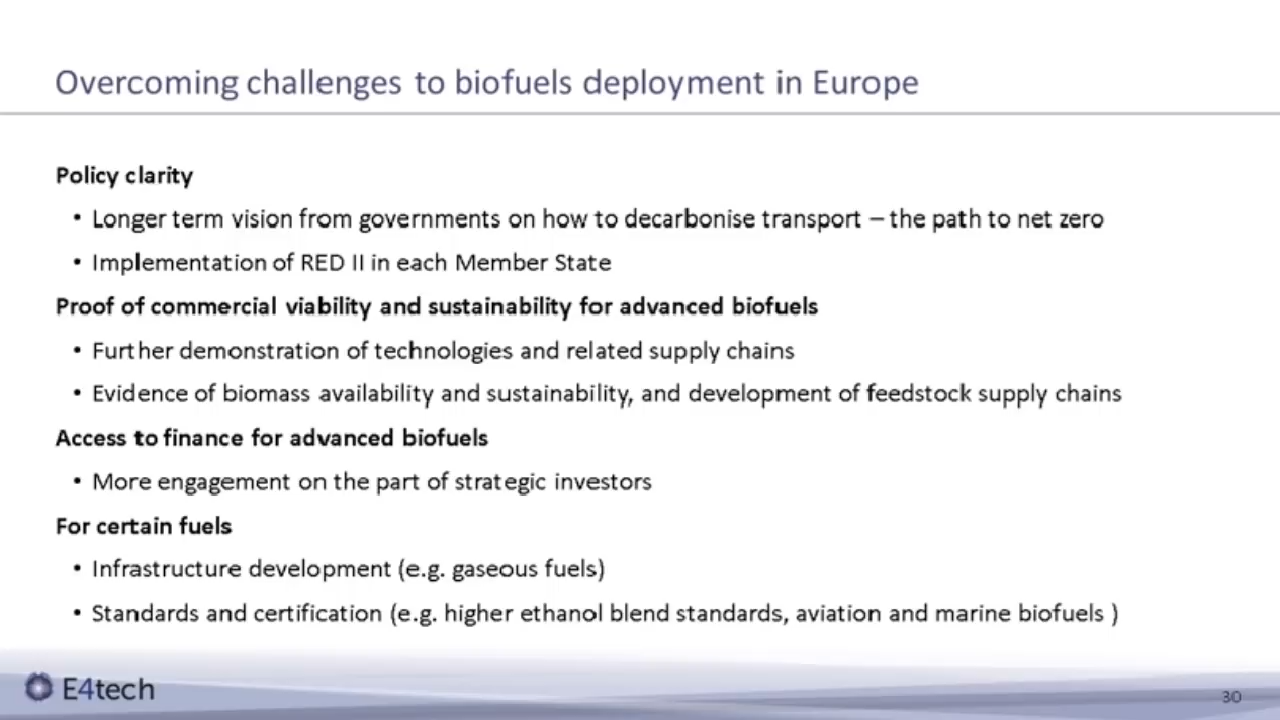 Overcoming challenges to biofuels deployment in Europe
Policy clarity
• Longer term vision from governments on how to decarbonise transport – the path to net zero
• Implementation of RED II in each Member State
Proof of commercial viability and sustainability for advanced biofuels
• Further demonstration of technologies and related supply chains
• Evidence of biomass availability and sustainability, and development of feedstock supply chains
Access to finance for advanced biofuels
• More engagement on the part of strategic investors
For certain fuels
• Infrastructure development (e.g. gaseous fuels)
• Standards and certification (e.g. higher ethanol blend standards, aviation and marine biofuels )
E4tech
30